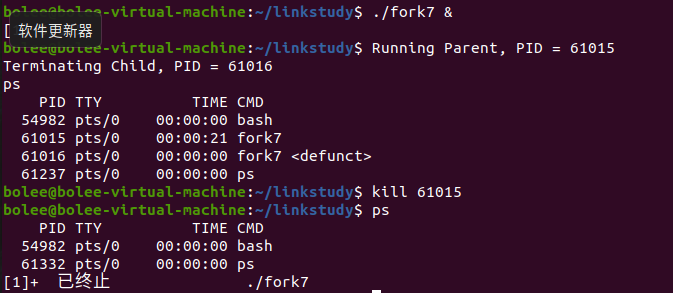 bolee@bolee-virtual-machine:~/linkstudy$ ./fork7 &
[
软件更新器
bolee@bolee-virtual-machine:~/linkstudy$ Running Parent, PID = 61015
Terminating Child, PID = 61016
ps
    PID TTY          TIME CMD
  54982 pts/0    00:00:00 bash
  61015 pts/0    00:00:21 fork7
  61016 pts/0    00:00:00 fork7 <defunct>
  61237 pts/0    00:00:00 ps
bolee@bolee-virtual-machine:~/linkstudy$ kill 61015
bolee@bolee-virtual-machine:~/linkstudy$ ps
    PID TTY          TIME CMD
  54982 pts/0    00:00:00 bash
  61332 pts/0    00:00:00 ps
[1]+  已终止               ./fork7